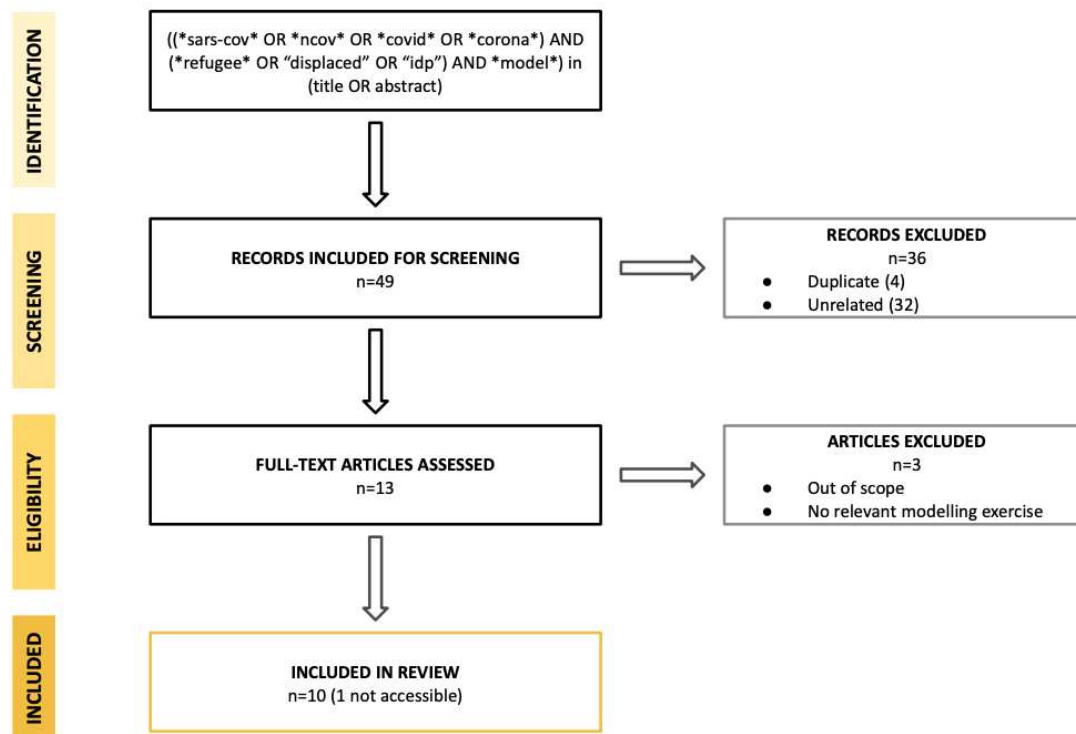 IDENTIFICATION
((*sars-cov* OR *ncov* OR *covid* OR *corona*) AND
(*refugee* OR “displaced” OR “idp”) AND *model*) in
(title OR abstract)
SCREENING
RECORDS INCLUDED FOR SCREENING
n=49
RECORDS EXCLUDED
n=36
● Duplicate (4)
● Unrelated (32)
ELIGIBILITY
FULL-TEXT ARTICLES ASSESSED
n=13
ARTICLES EXCLUDED
n=3
● Out of scope
● No relevant modelling exercise
INCLUDED
INCLUDED IN REVIEW
n=10 (1 not accessible)